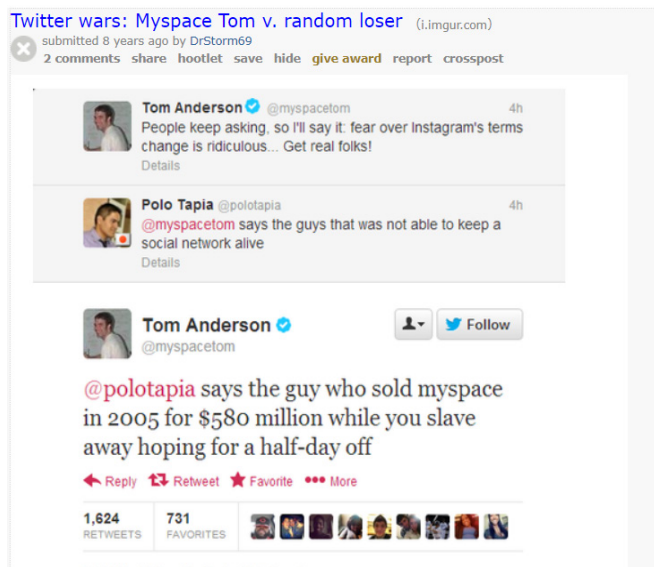 Twitter wars: Myspace Tom v. random loser (i.imgur.com)
submitted 8 years ago by DrStorm69
2 comments share hootlet save hide give award report crosspost
Tom Anderson @myspacetom 4h
People keep asking, so I'll say it: fear over Instagram's terms
change is ridiculous... Get real folks!
Details
Polo Tapia @polotapia 4h
@myspacetom says the guys that was not able to keep a
social network alive
Details
Tom Anderson
@myspacetom
Follow
@polotapia says the guy who sold myspace
in 2005 for $580 million while you slave
away hoping for a half-day off
Reply Retweet Favorite More
1,624 731
RETWEETS FAVORITES